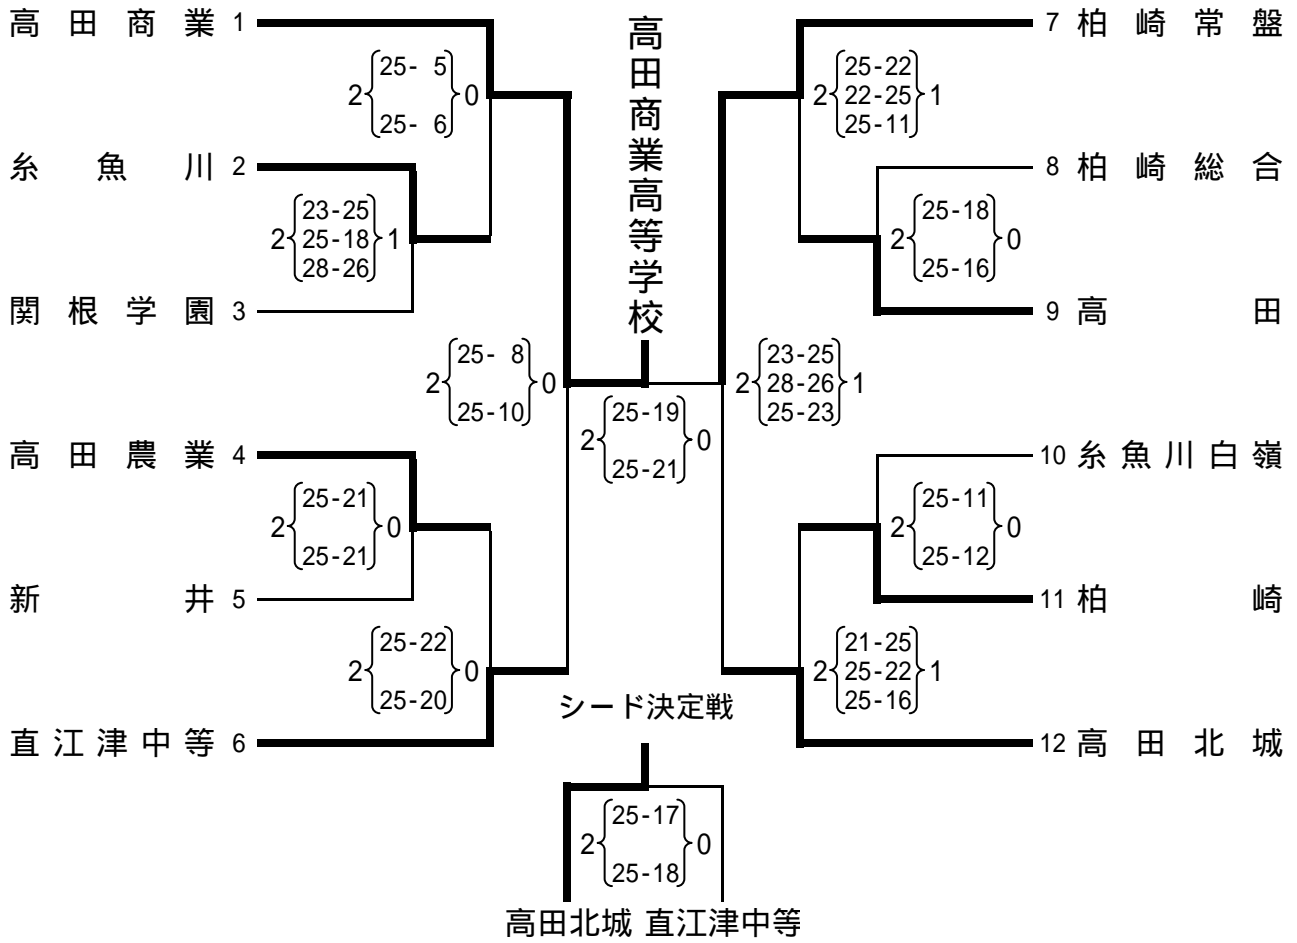 高田商業 1
2 25- 5 0
25- 6
糸魚川 2
2 23-25 1
25-18
28-26
関根学園 3
2 25- 8 0
25-10
高田農業 4
2 25-21 0
25-21
新井 5
2 25-22 0
25-20
直江津中等 6
高田商業高等学校
2 25-19 0
25-21
7 柏崎常盤
2 25-22 1
22-25
25-11
8 柏崎総合
2 25-18 0
25-16
9 高田
2 23-25 1
28-26
25-23
10 糸魚川白嶺
2 25-11 0
25-12
11 柏崎
2 21-25 1
25-22
25-16
12 高田北城
シード決定戦
2 25-17 0
25-18
高田北城 直江津中等